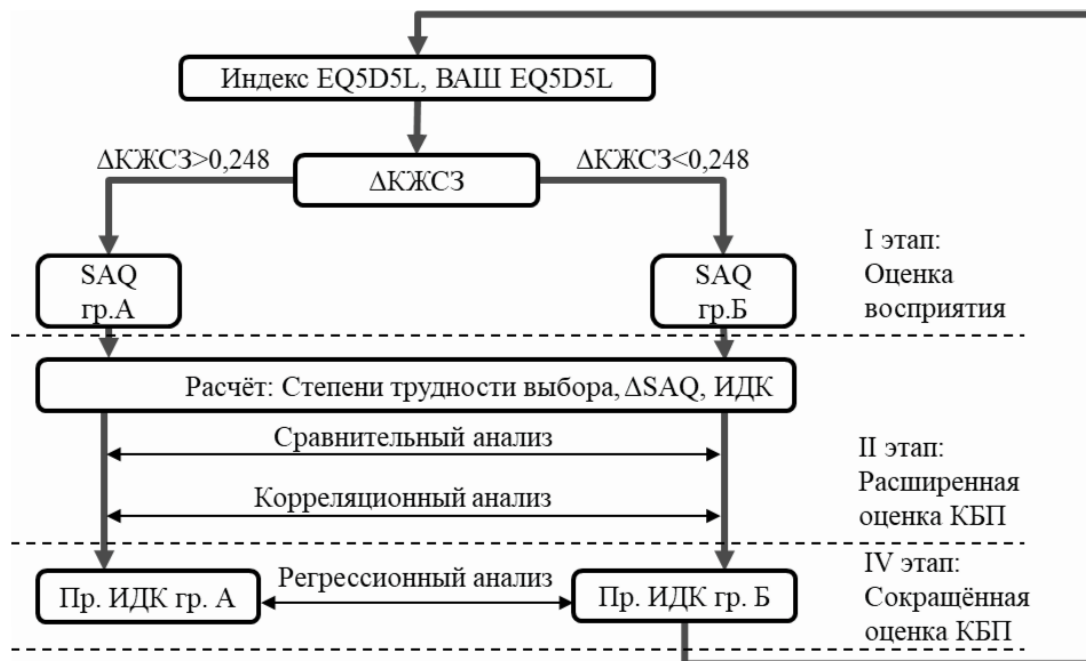 Индекс EQ5D5L, ВАШ EQ5D5L
ΔКЖСЗ>0,248
ΔКЖСЗ<0,248
ΔКЖСЗ
I этап:
Оценка
восприятия
SAQ
гр.А
SAQ
гр.Б
Расчёт: Степени трудности выбора, ΔSAQ, ИДК
Сравнительный анализ
Корреляционный анализ
II этап:
Расширенная
оценка КБП
Пр. ИДК гр. А
Регрессионный анализ
Пр. ИДК гр. Б
IV этап:
Сокращённая
оценка КБП